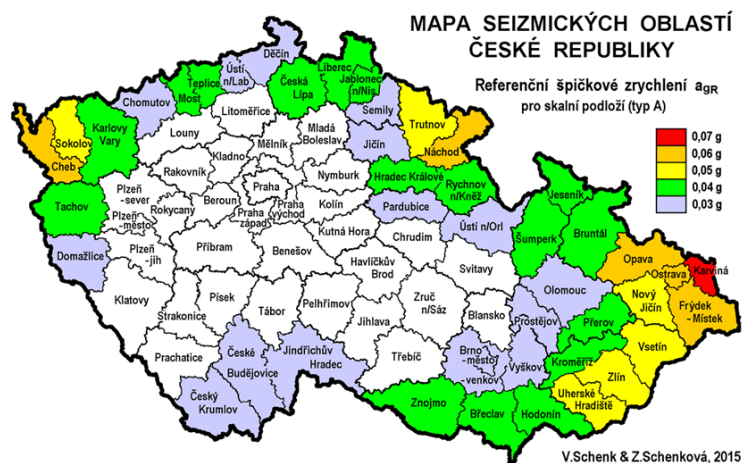 MAPA SEIZMICKÝCH OBLASTÍ
ČESKÉ REPUBLIKY
Referenční špičkové zrychlení agR
pro skalní podloží (typ A)
0,07 g
0,06 g
0,05 g
0,04 g
0,03 g
Děčín
Ústí
n/Lab
Liberec
Teplice
Most
Česká
Lípa
Jablonec
n/Nis
Chomutov
Semily
Trutnov
Litoměřice
Karlovy
Vary
Sokolov
Cheb
Louny
Mělník
Mladá
Boleslav
Jičín
Náchod
Kladno
Rakovník
Praha
Nymburk
Hradec Králové
Rychnov
n/Kněž
Jeseník
Plzeň
-sever
Tachov
Beroun
Rokycany
Praha
západ
Praha
východ
Kolín
Pardubice
Plzeň
-město
Ústí n/Orl
Šumperk
Bruntál
Kutná Hora
Chrudim
Domažlice
Plzeň
-jih
Příbram
Benešov
Havlíčkův
Brod
Svitavy
Opava
Ostrava
Karviná
Olomouc
Nový
Jičín
Frýdek
-Místek
Klatovy
Písek
Strakonice
Tábor
Pelhřimov
Zruč
n/Sáz
Blansko
Prostějov
Přerov
Jihlava
Vsetín
Prachatice
České
Budějovice
Jindřichův
Hradec
Třebíč
Brno
-město
-venkov
Vyškov
Kroměříž
Zlín
Český
Krumlov
Uherské
Hradiště
Znojmo
Břeclav
Hodonín
V.Schenk & Z.Schenková, 2015